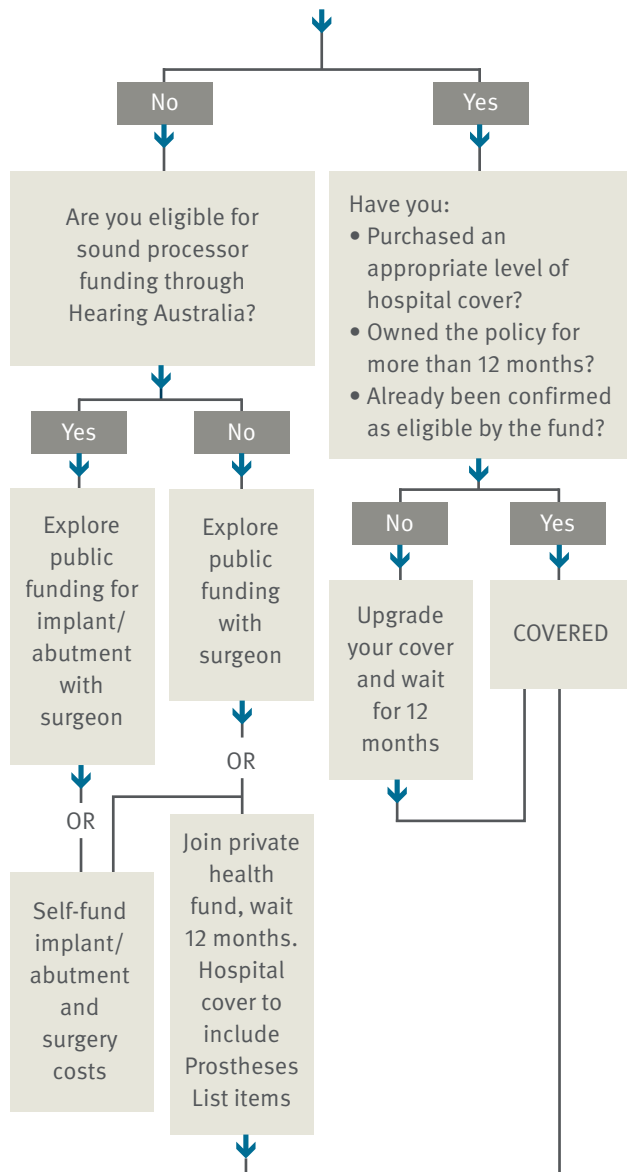 No
Yes
Are you eligible for
sound processor
funding through
Hearing Australia?
Have you:
• Purchased an
appropriate level of
hospital cover?
• Owned the policy for
more than 12 months?
• Already been confirmed
as eligible by the fund?
Yes
No
No
Yes
Explore
public
funding for
implant/
abutment
with
surgeon
Explore
public
funding
with
surgeon
Upgrade
your cover
and wait
for 12
months
COVERED
OR
OR
Self-fund
implant/
abutment
and
surgery
costs
Join private
health
fund, wait
12 months.
Hospital
cover to
include
Prostheses
List items